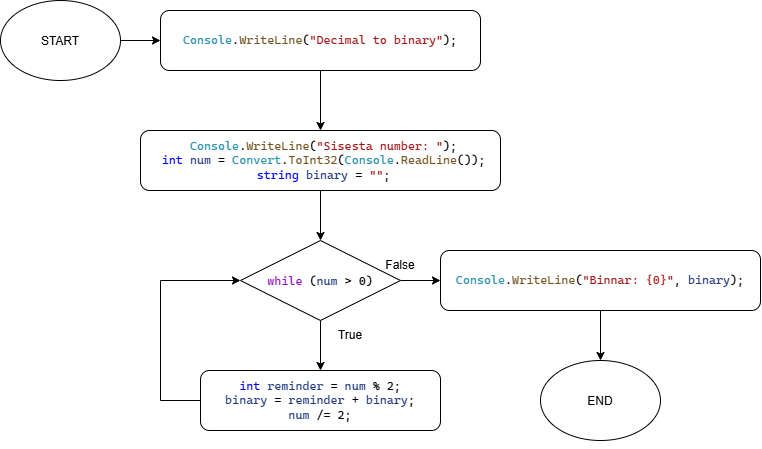 START
Console.WriteLine("Decimal to binary");
Console.WriteLine("Sisesta number: ");
int num = Convert.ToInt32(Console.ReadLine());
string binary = "";
while (num > 0)
False
Console.WriteLine("Binnar: {0}", binary);
True
int reminder = num % 2;
binary = reminder + binary;
num /= 2;
END